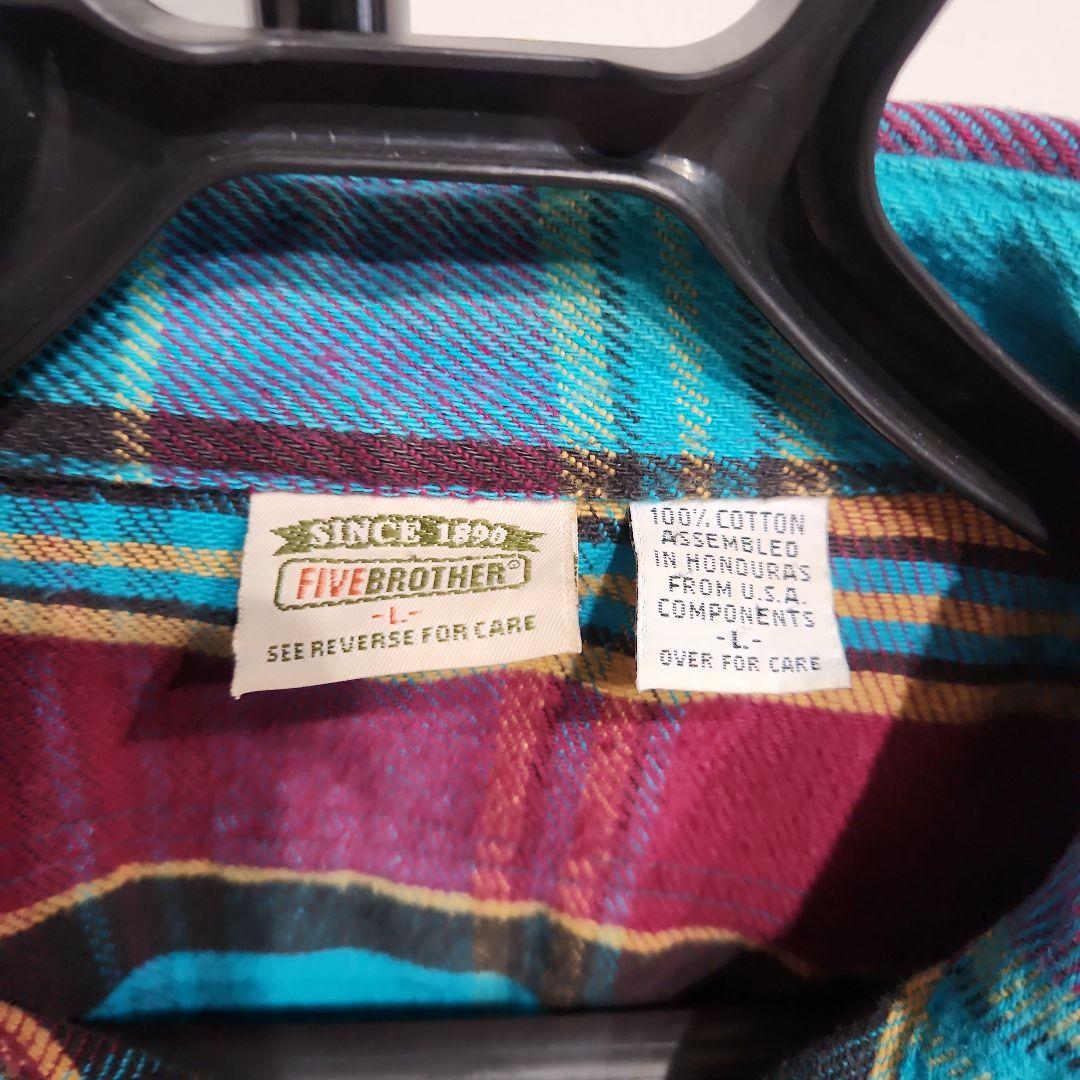 SINCE 1890
FIVEBROTHER®
-L-
SEE REVERSE FOR CARE
100% COTTON
ASSEMBLED
IN HONDURAS
FROM U.S.A.
COMPONENTS
-L-
OVER FOR CARE